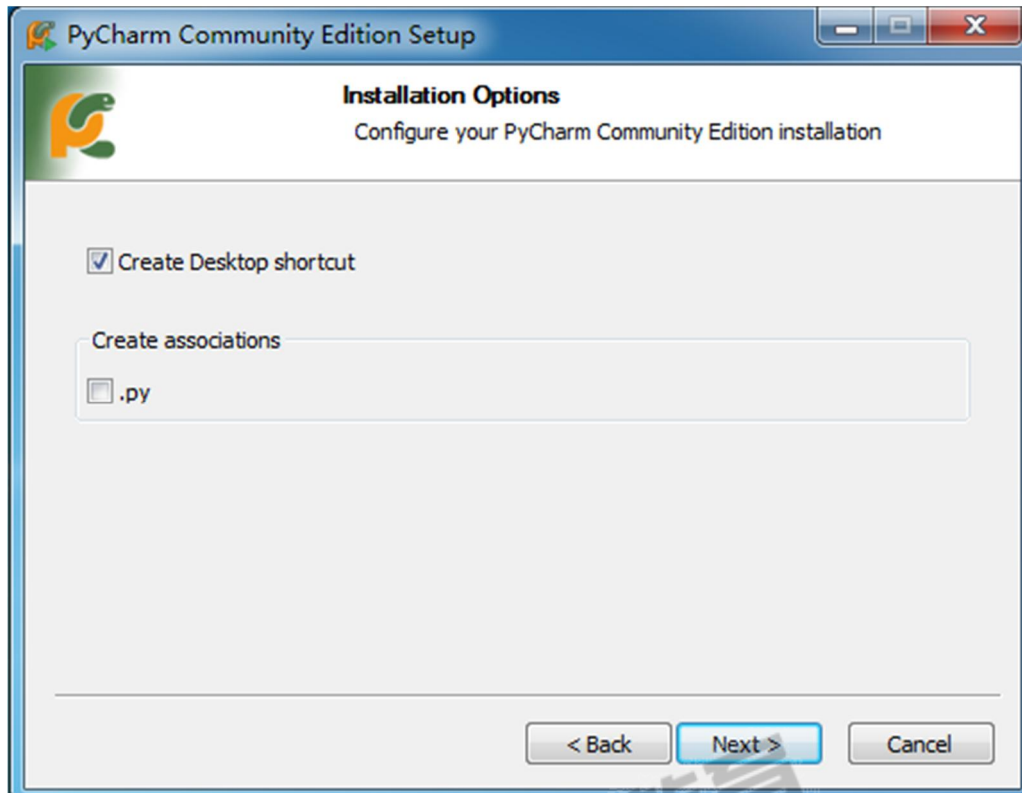 PyCharm Community Edition Setup
Installation Options
Configure your PyCharm Community Edition installation
Create Desktop shortcut
Create associations
.py
< Back
Next >
Cancel